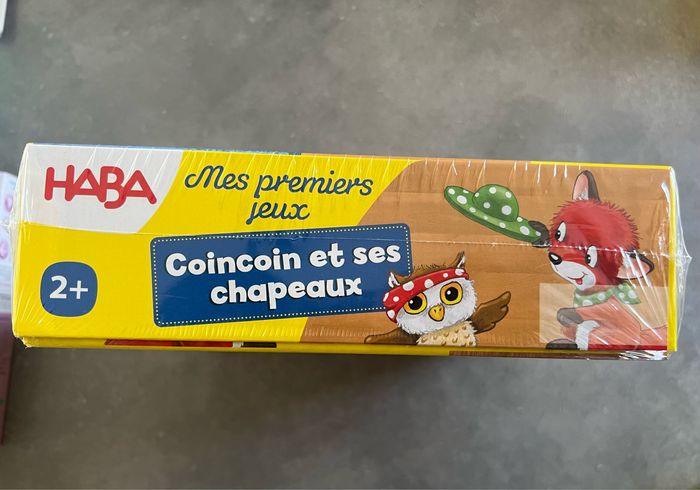 HABA
Mes premiers
jeux
Coincoin et ses
chapeaux
2+